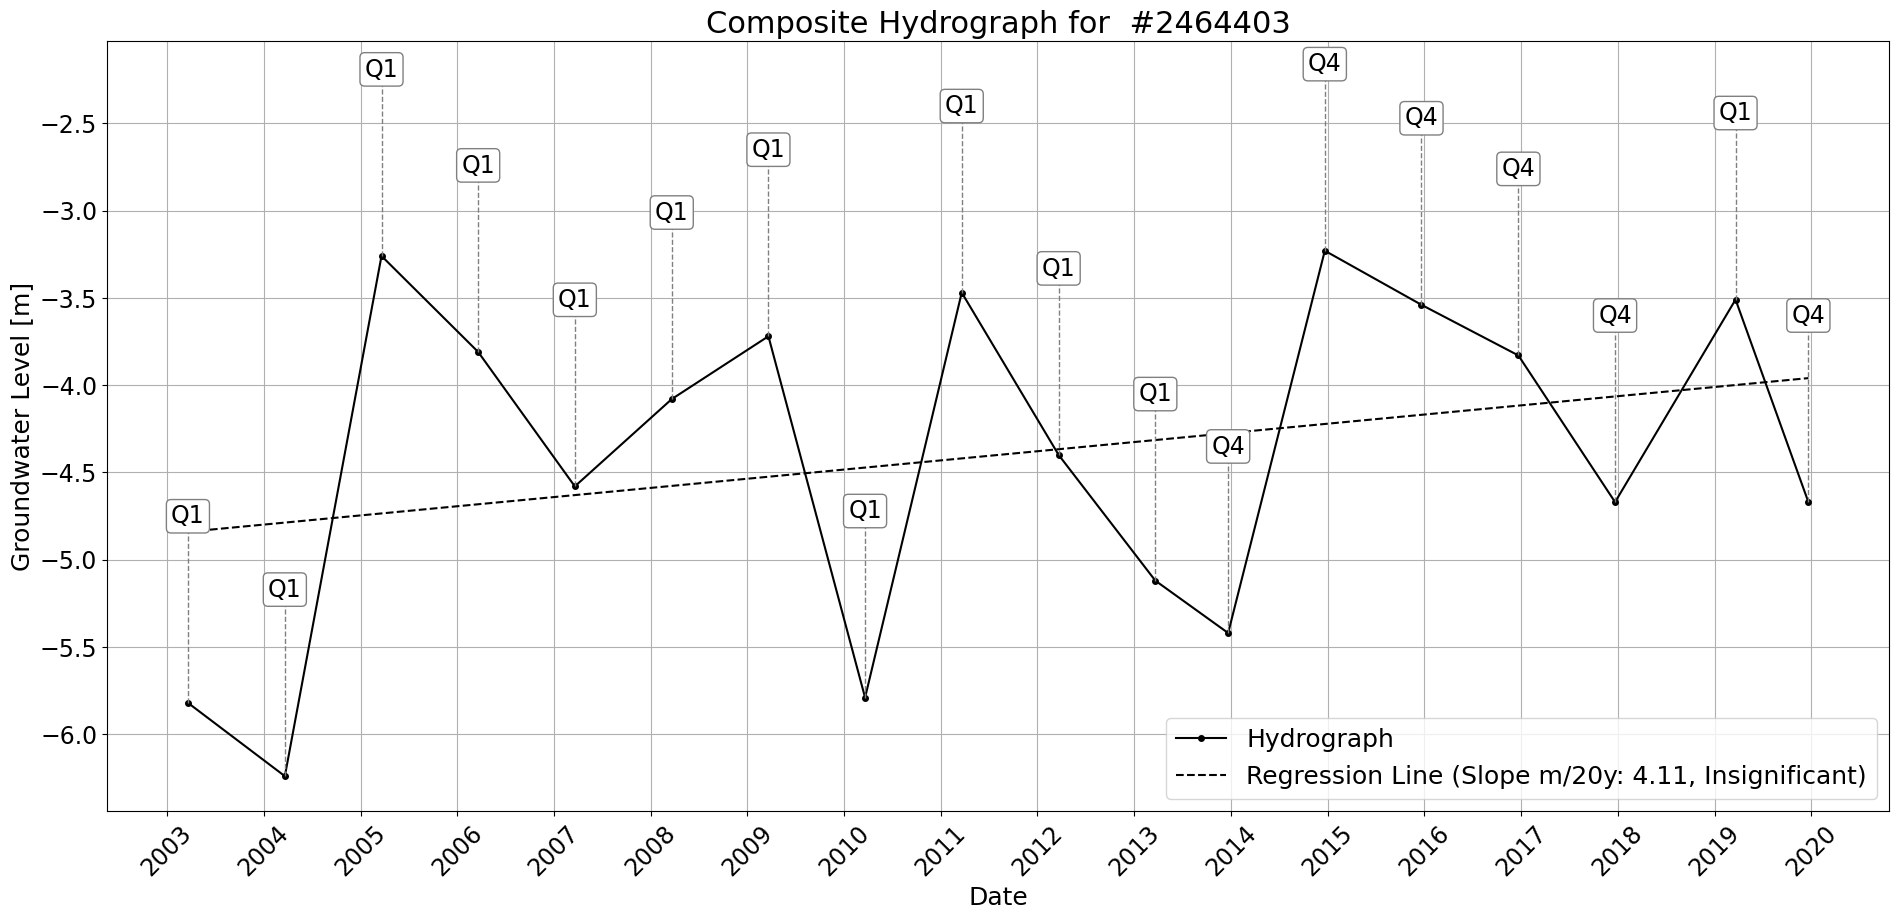 Composite Hydrograph for  #2464403
Q1
Q1
Q1
Q1
Q1
Q1
Q1
Q1
Q1
Q1
Q1
Q4
Q4
Q4
Q4
Q4
Q1
Q4
−2.5
−3.0
−3.5
−4.0
−4.5
−5.0
−5.5
−6.0
Groundwater Level [m]
Hydrograph
Regression Line (Slope m/20y: 4.11, Insignificant)
2003
2004
2005
2006
2007
2008
2009
2010
2011
2012
2013
2014
2015
2016
2017
2018
2019
2020
Date